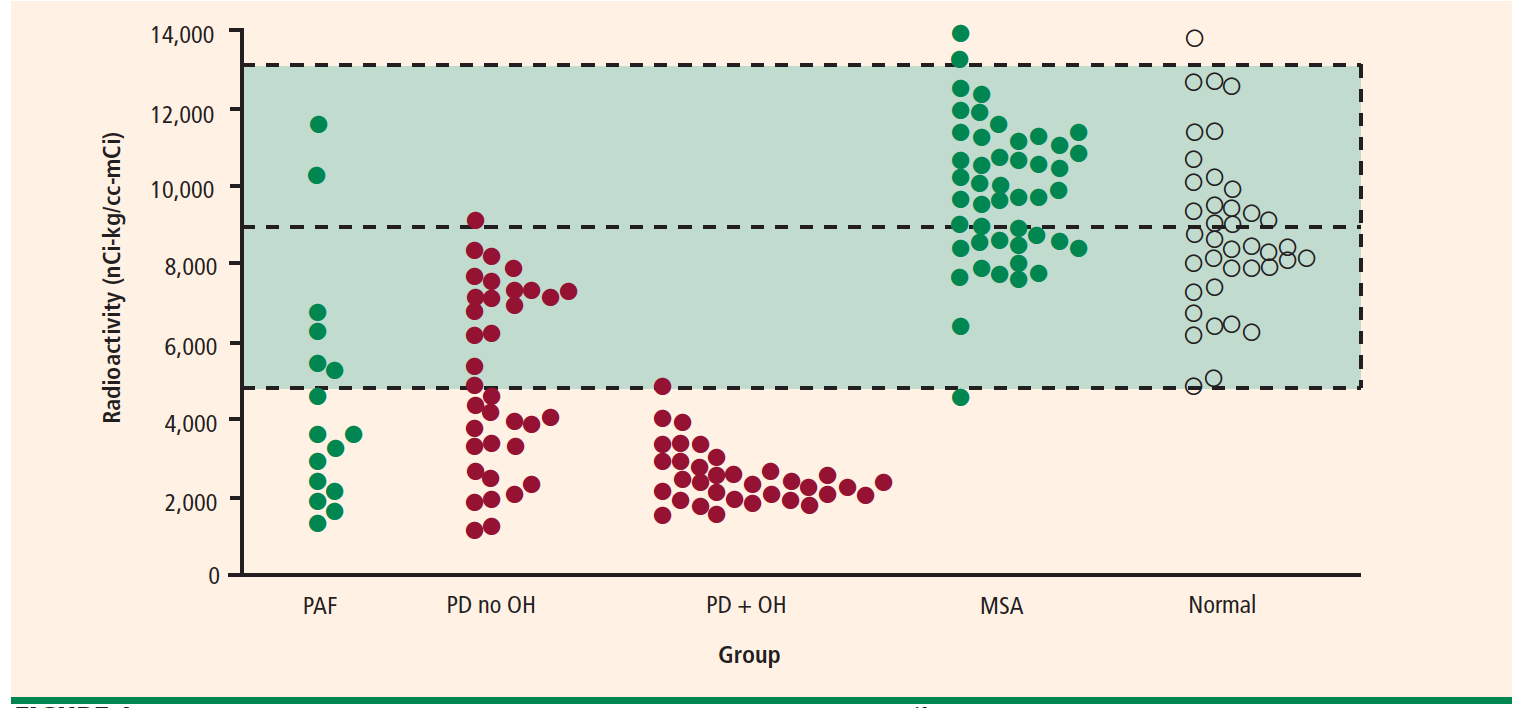 14,000
12,000
10,000
8,000
6,000
4,000
2,000
0
Radioactivity (nCi-kg/cc-mCi)
PAF PD no OH PD + OH MSA Normal
Group